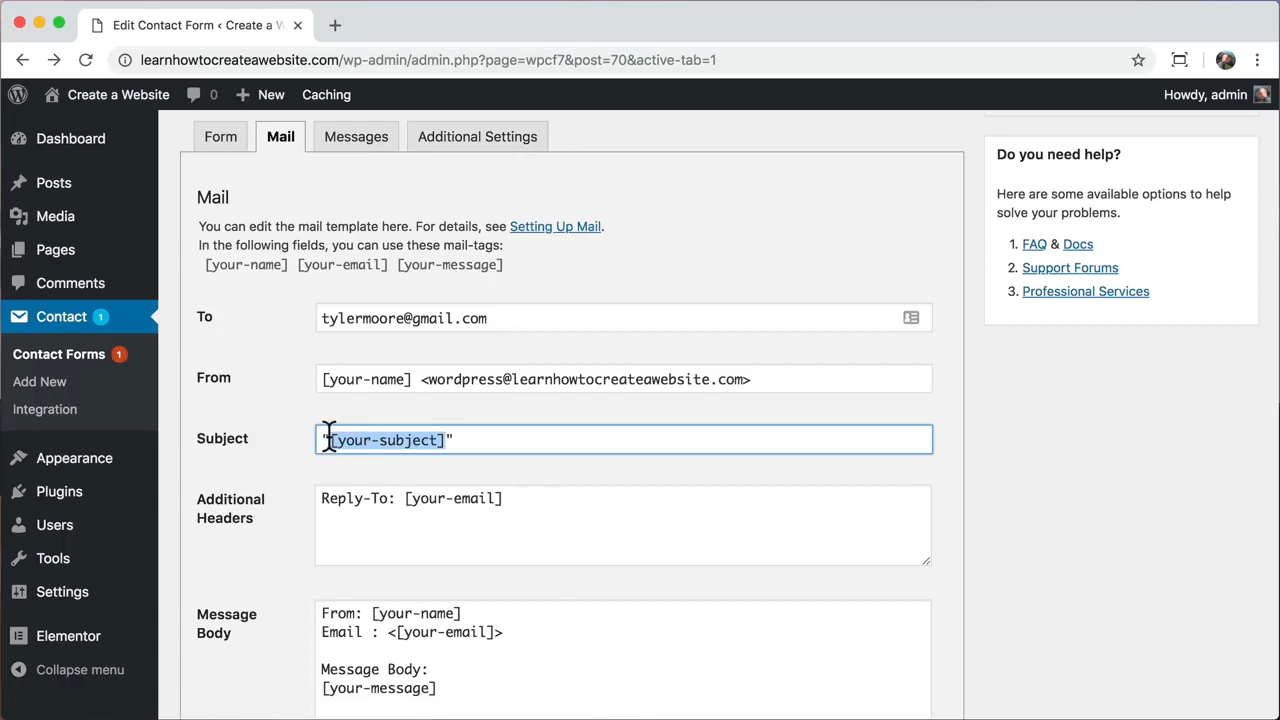 Edit Contact Form ‹ Create a W
learnhowtocreateawebsite.com/wp-admin/admin.php?page=wpcf7&post=70&active-tab=1
Create a Website 0 New Caching Howdy, admin
Dashboard
Posts
Media
Pages
Comments
Contact 1
Contact Forms 1
Add New
Integration
Appearance
Plugins
Users
Tools
Settings
Elementor
Collapse menu
Form Mail Messages Additional Settings
Mail
You can edit the mail template here. For details, see Setting Up Mail.
In the following fields, you can use these mail-tags:
[your-name] [your-email] [your-message]
To tylermoore@gmail.com
From [your-name] <wordpress@learnhowtocreateawebsite.com>
Subject "[your-subject]"
Additional
Headers
Reply-To: [your-email]
Message
Body
From: [your-name]
Email : <[your-email]>
Message Body:
[your-message]
Do you need help?
Here are some available options to help
solve your problems.
1. FAQ & Docs
2. Support Forums
3. Professional Services